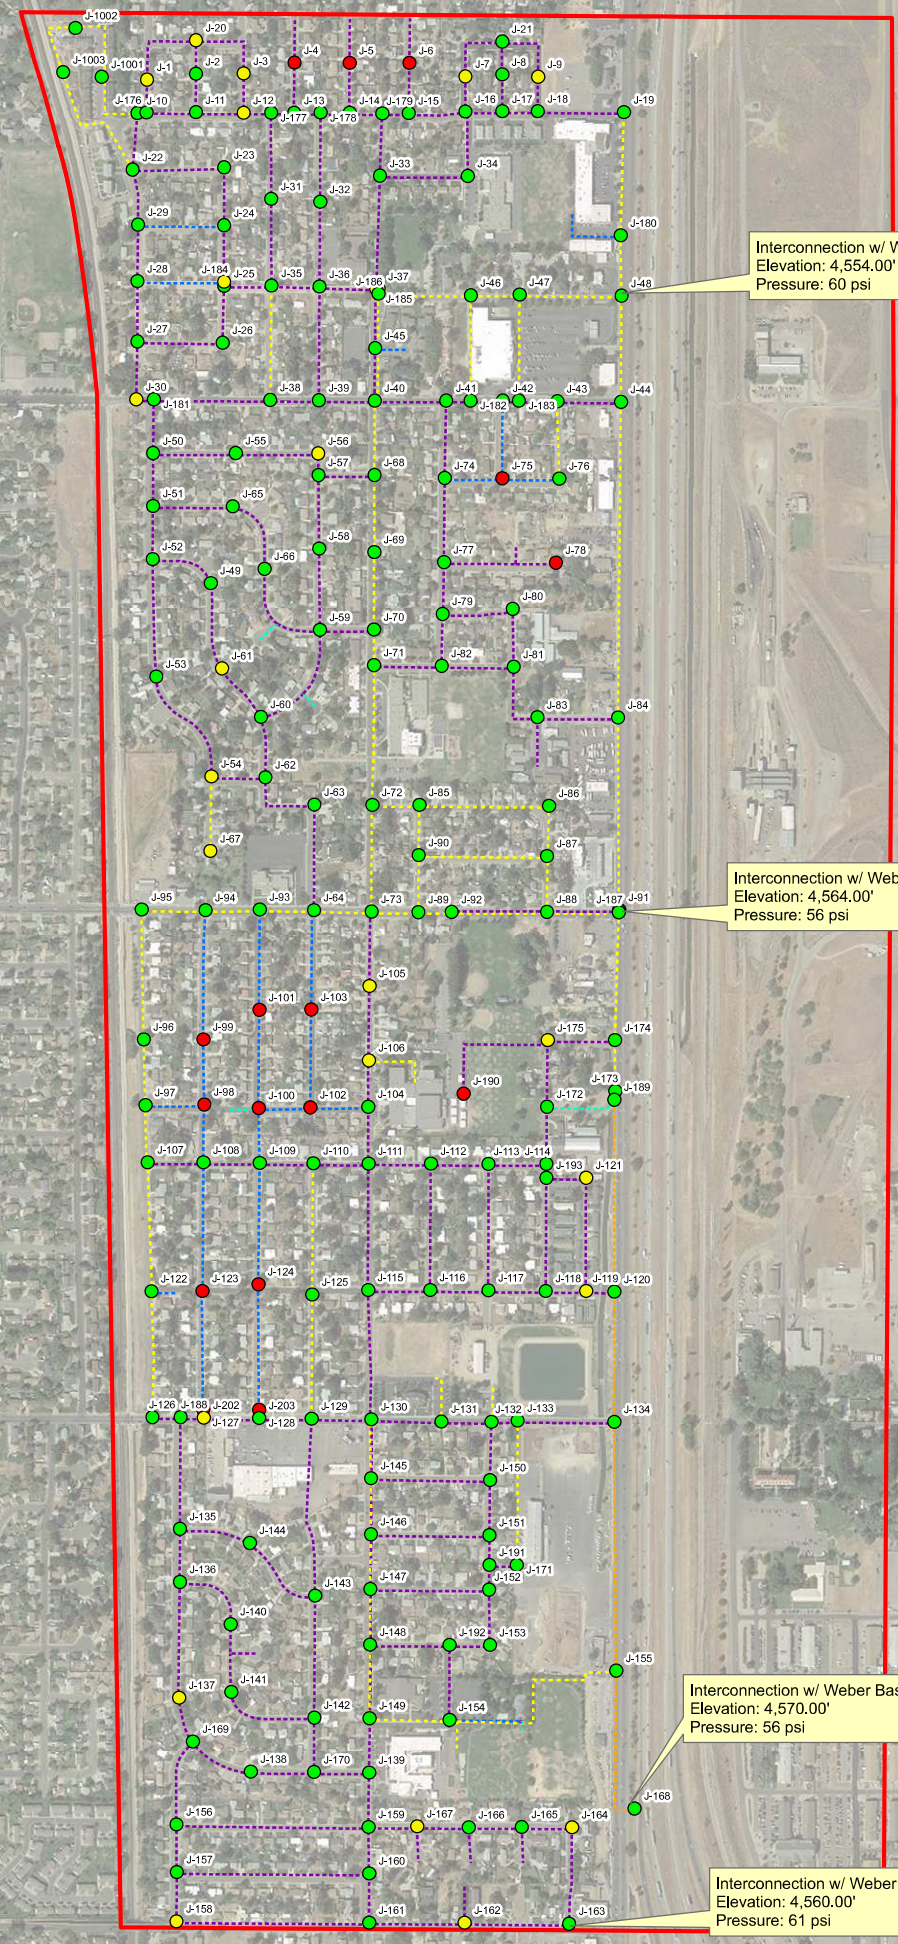 J-1002
J-20
J-4
J-5
J-6
J-21
J-1003
J-1001
J-1
J-2
J-3
J-7
J-8
J-9
J-176
J-10
J-11
J-12
J-177
J-13
J-178
J-14
J-179
J-15
J-16
J-17
J-18
J-19
J-22
J-23
J-33
J-34
J-31
J-32
J-29
J-24
J-180
Interconnection w/ W
Elevation: 4,554.00'
Pressure: 60 psi
J-28
J-184
J-25
J-35
J-36
J-186
J-37
J-185
J-46
J-47
J-48
J-27
J-26
J-45
J-30
J-181
J-38
J-39
J-40
J-41
J-182
J-42
J-183
J-43
J-44
J-50
J-55
J-56
J-57
J-68
J-74
J-75
J-76
J-51
J-65
J-52
J-49
J-66
J-58
J-69
J-77
J-78
J-79
J-80
J-59
J-70
J-53
J-61
J-71
J-82
J-81
J-60
J-83
J-84
J-54
J-62
J-63
J-72
J-85
J-86
J-67
J-90
J-87
Interconnection w/ Web
Elevation: 4,564.00'
Pressure: 56 psi
J-95
J-94
J-93
J-64
J-73
J-89
J-92
J-88
J-187
J-91
J-105
J-101
J-103
J-96
J-99
J-106
J-175
J-174
J-190
J-97
J-98
J-100
J-102
J-104
J-172
J-173
J-189
J-107
J-108
J-109
J-110
J-111
J-112
J-113
J-114
J-193
J-121
J-122
J-123
J-124
J-125
J-115
J-116
J-117
J-118
J-119
J-120
J-126
J-188
J-202
J-127
J-203
J-128
J-129
J-130
J-131
J-132
J-133
J-134
J-145
J-150
J-135
J-144
J-146
J-151
J-191
J-171
J-136
J-143
J-147
J-152
J-140
J-148
J-192
J-153
J-155
J-137
J-141
J-142
J-149
J-154
Interconnection w/ Weber Bas
Elevation: 4,570.00'
Pressure: 56 psi
J-169
J-138
J-170
J-139
J-168
J-156
J-159
J-167
J-166
J-165
J-164
J-157
J-160
Interconnection w/ Weber
Elevation: 4,560.00'
Pressure: 61 psi
J-158
J-161
J-162
J-163